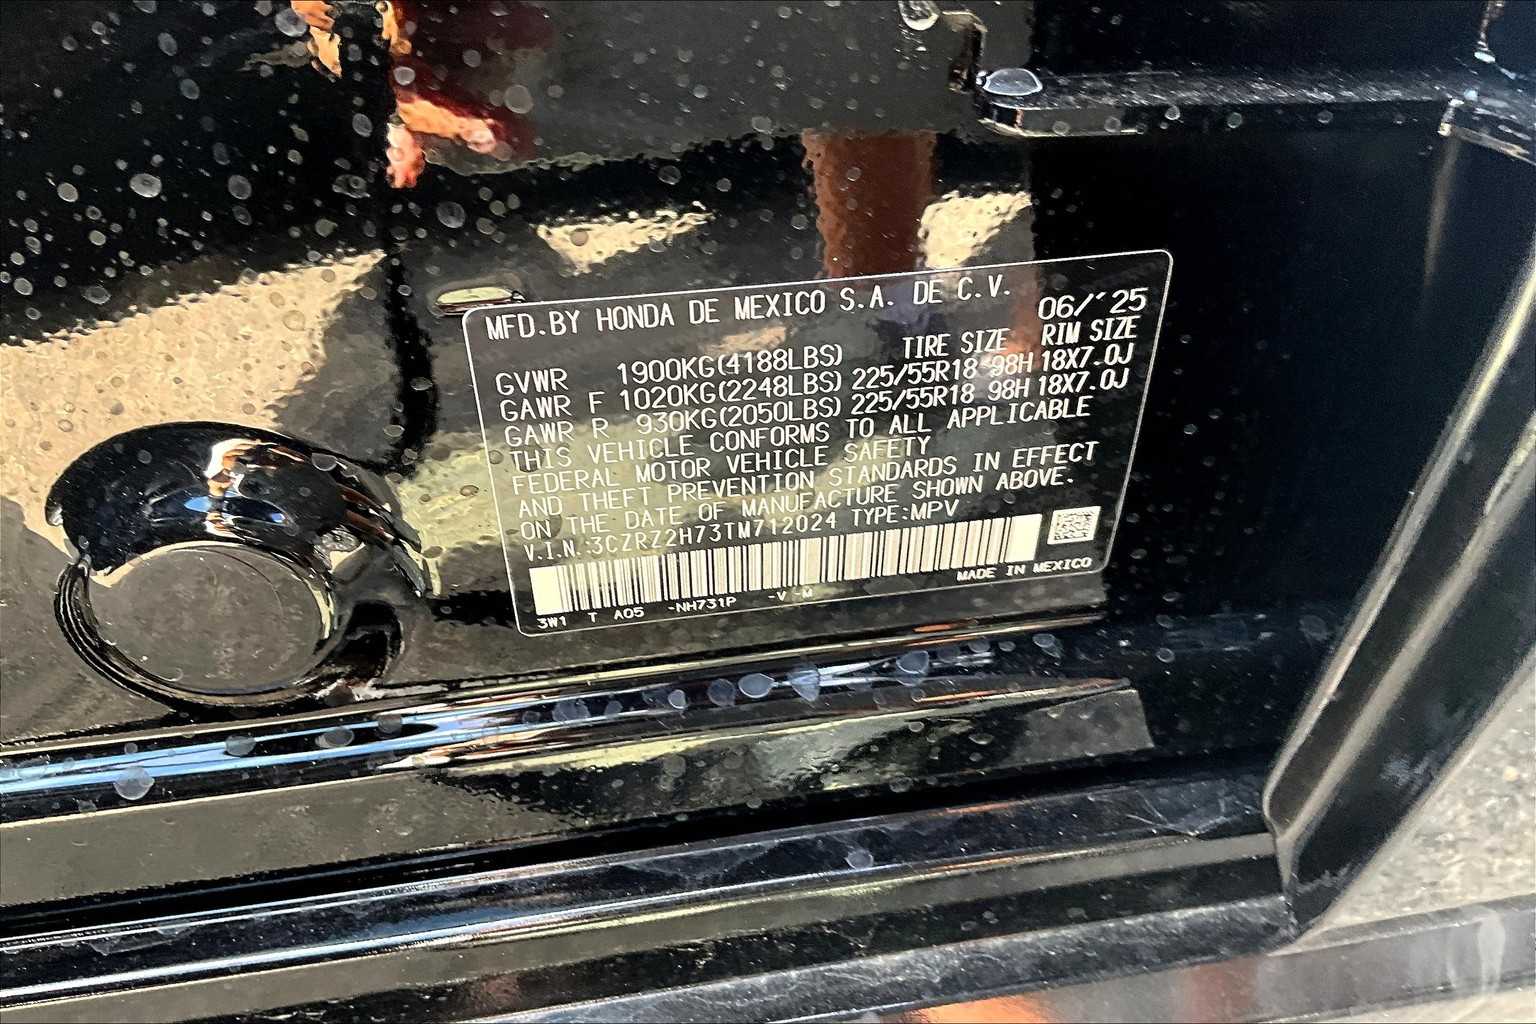 MFD.BY HONDA DE MEXICO S.A. DE C.V.
06/'25
TIRE SIZE RIM SIZE
GVWR 1900KG(4188LBS)
GAWR F 1020KG(2248LBS) 225/55R18 98H 18X7.0J
GAWR R 930KG(2050LBS) 225/55R18 98H 18X7.0J
THIS VEHICLE CONFORMS TO ALL APPLICABLE
FEDERAL MOTOR VEHICLE SAFETY
AND THEFT PREVENTION STANDARDS IN EFFECT
ON THE DATE OF MANUFACTURE SHOWN ABOVE.
V.I.N.:3CZRZ2H73TM712024 TYPE:MPV
MADE IN MEXICO
3W1 T A05 -NH731P -V -M